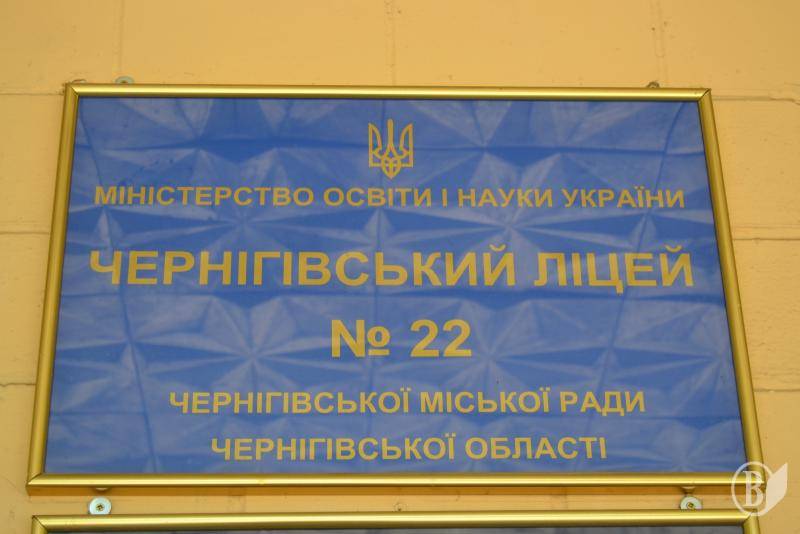 МІНІСТЕРСТВО ОСВІТИ І НАУКИ УКРАЇНИ
ЧЕРНІГІВСЬКИЙ ЛІЦЕЙ
№ 22
ЧЕРНІГІВСЬКОЇ МІСЬКОЇ РАДИ
ЧЕРНІГІВСЬКОЇ ОБЛАСТІ
В